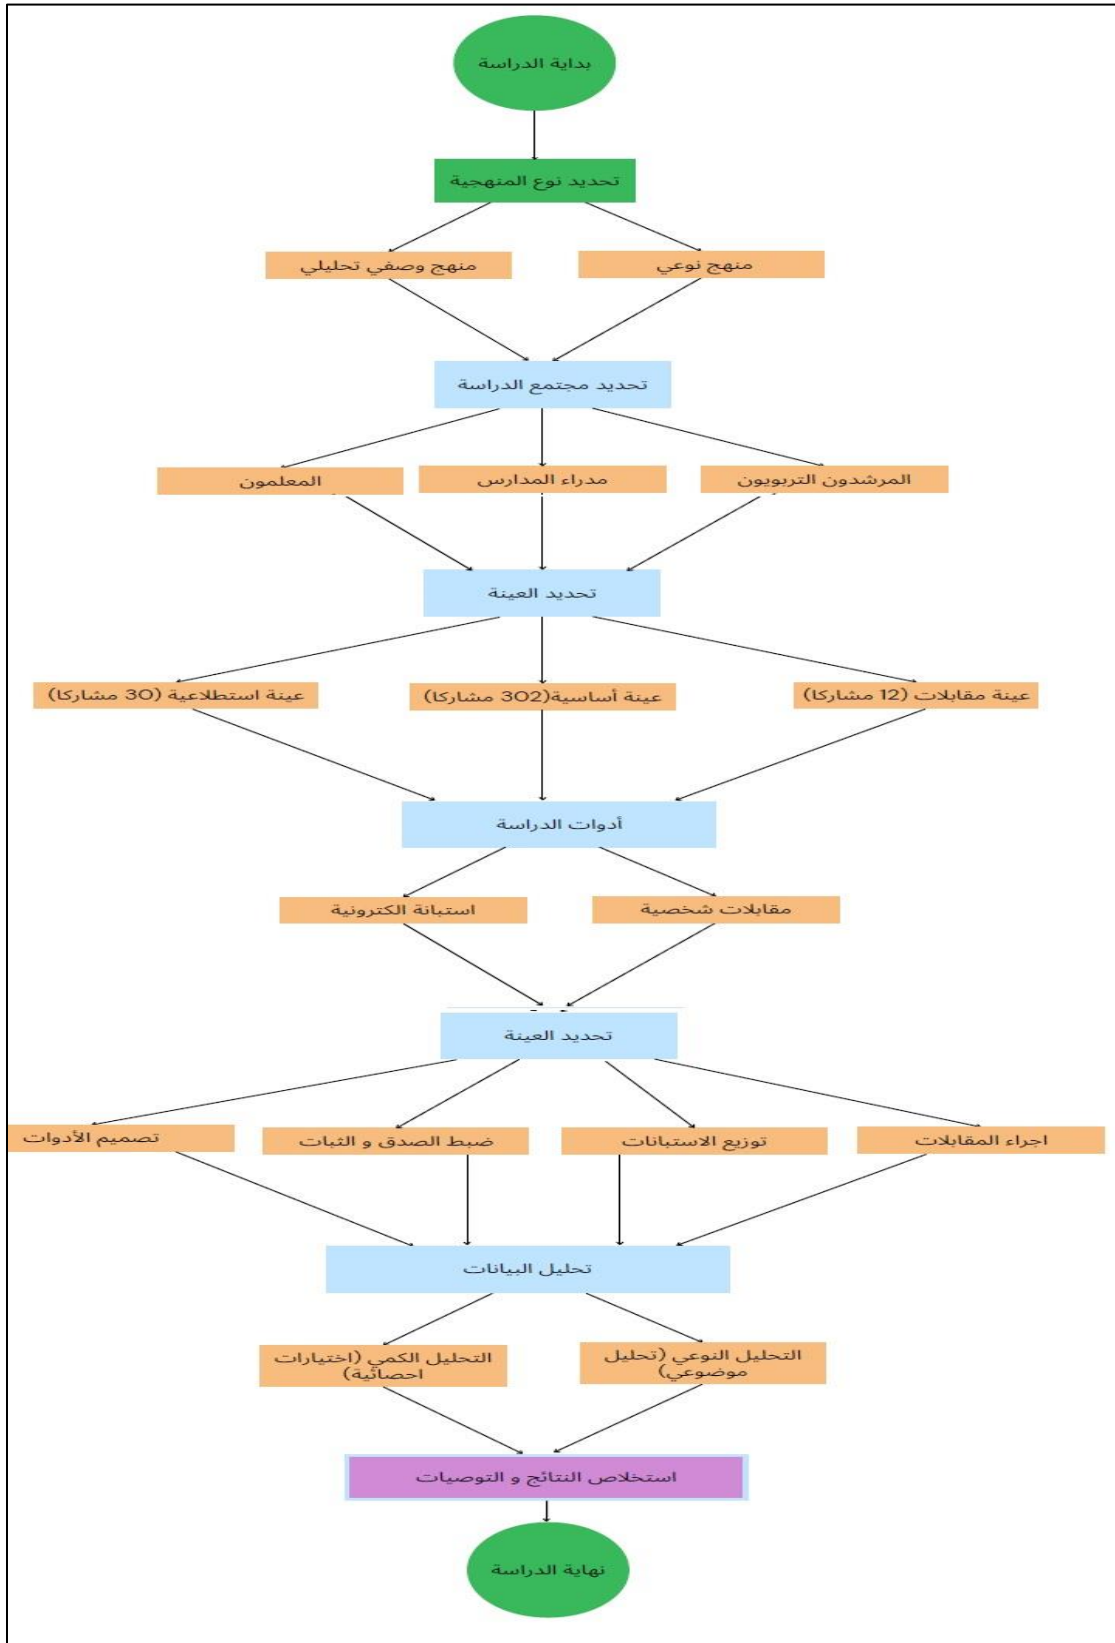 بداية الدراسة
تحديد نوع المنهجية
منهج نوعي
منهج وصفي تحليلي
تحديد مجتمع الدراسة
المرشدون التربويون
مدراء المدارس
المعلمون
تحديد العينة
عينة مقابلات (12 مشاركا)
عينة أساسية(302 مشاركا)
عينة استطلاعية (30 مشاركا)
أدوات الدراسة
مقابلات شخصية
استبانة الكترونية
تحديد العينة
اجراء المقابلات
توزيع الاستبانات
ضبط الصدق و الثبات
تصميم الأدوات
تحليل البيانات
التحليل النوعي (تحليل
موضوعي)
التحليل الكمي (اختبارات
احصائية)
استخلاص النتائج و التوصيات
نهاية الدراسة